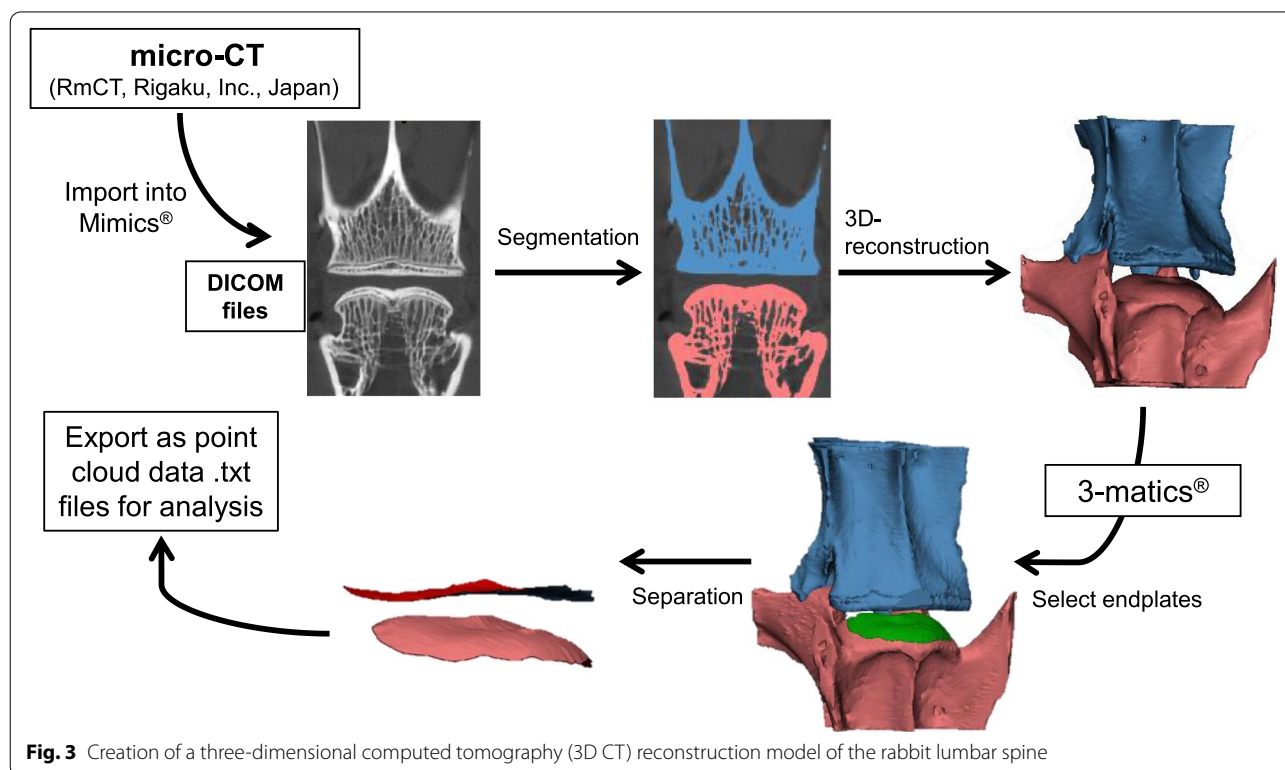 micro-CT
(RmCT, Rigaku, Inc., Japan)
Import into
Mimics®
DICOM
files
Segmentation
3D-
reconstruction
3-matics®
Select endplates
Separation
Export as point
cloud data .txt
files for analysis
Fig. 3 Creation of a three-dimensional computed tomography (3D CT) reconstruction model of the rabbit lumbar spine